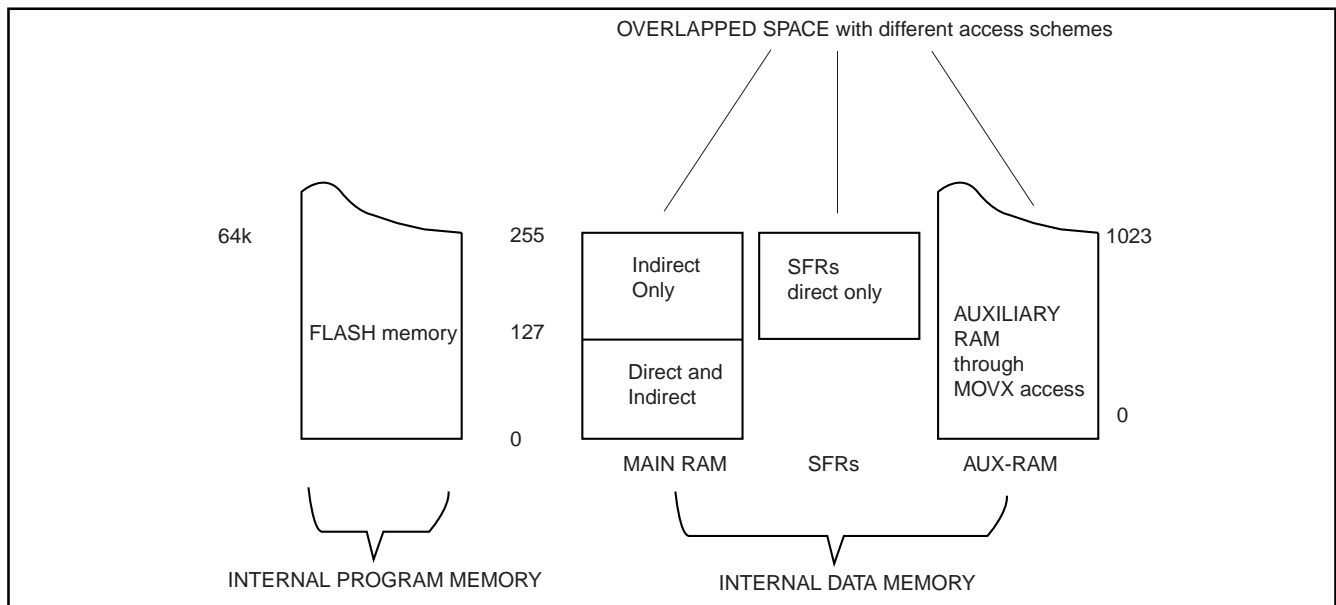 OVERLAPPED SPACE with different access schemes
64k
255
1023
Indirect
Only
SFRs
direct only
FLASH memory
127
AUXILIARY
RAM
through
MOVX access
Direct and
Indirect
0
0
MAIN RAM
SFRs
AUX-RAM
INTERNAL PROGRAM MEMORY
INTERNAL DATA MEMORY